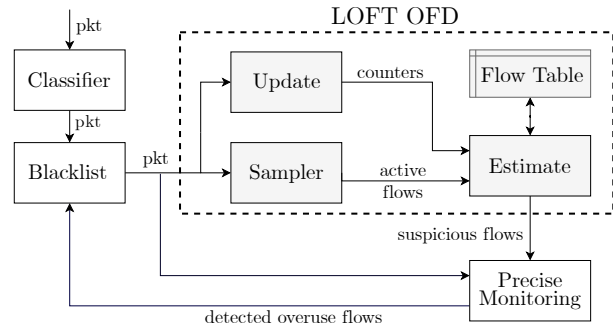 LOFT OFD
pkt
Classifier
pkt
Blacklist
pkt
Update
counters
Flow Table
Sampler
active
flows
Estimate
suspicious flows
Precise
Monitoring
detected overuse flows